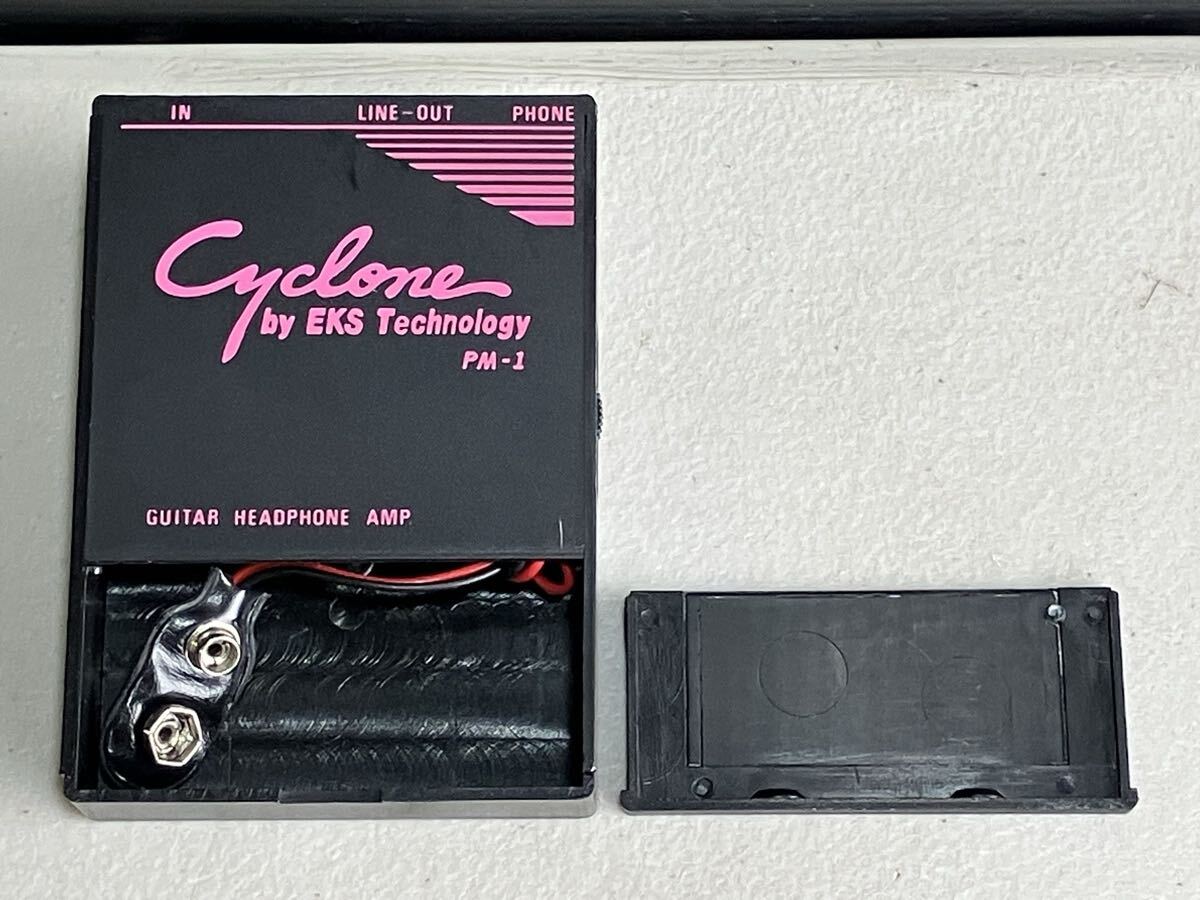 IN LINE-OUT PHONE
Cyclone
by EKS Technology
PM-1
GUITAR HEADPHONE AMP